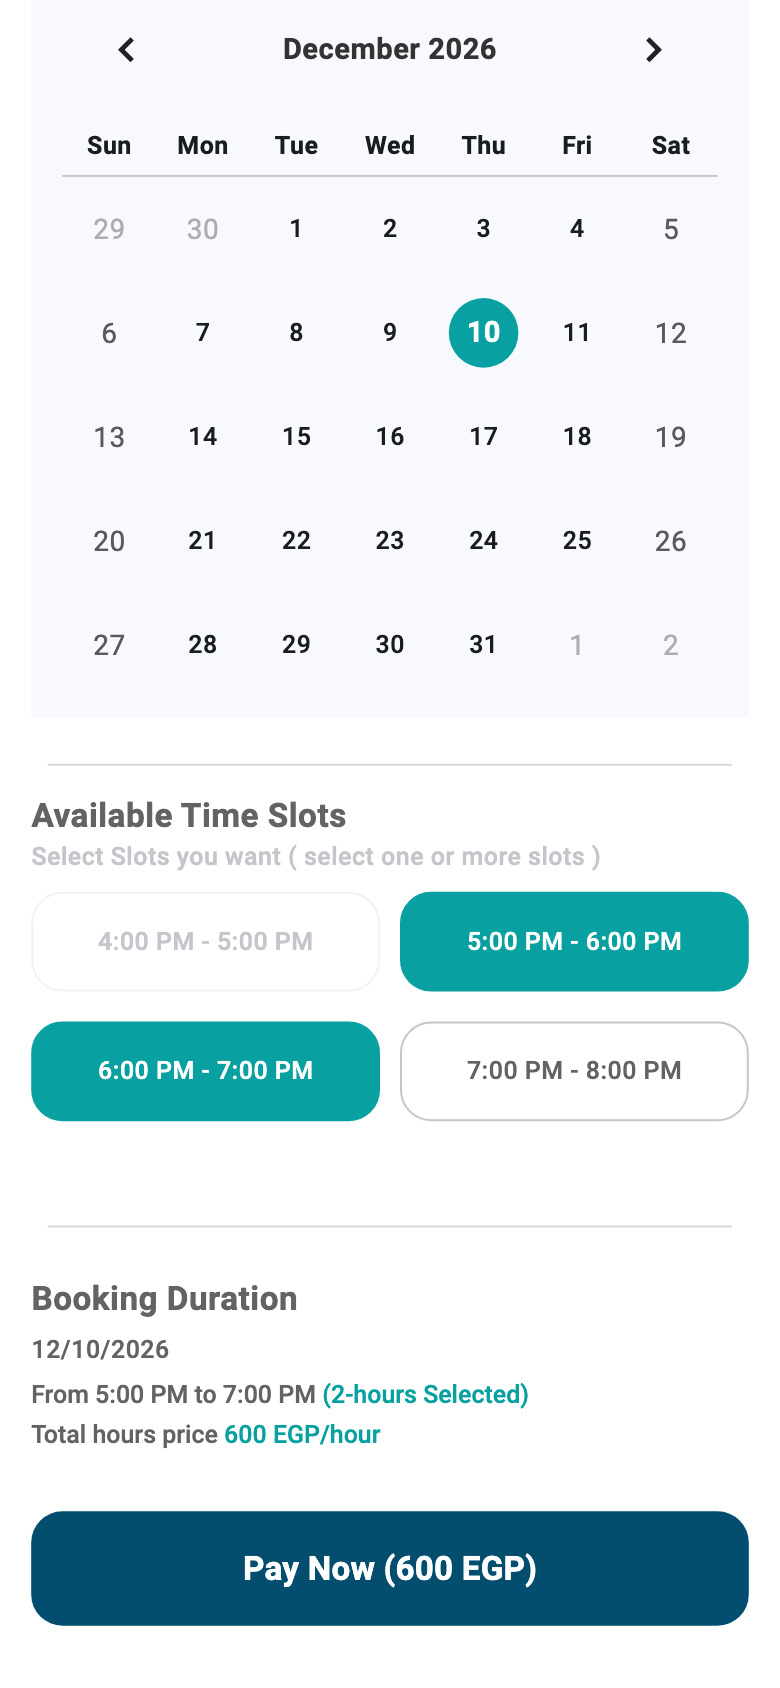 December 2026
Sun Mon Tue Wed Thu Fri Sat
29 30 1 2 3 4 5
6 7 8 9 10 11 12
13 14 15 16 17 18 19
20 21 22 23 24 25 26
27 28 29 30 31 1 2
Available Time Slots
Select Slots you want ( select one or more slots )
4:00 PM - 5:00 PM 5:00 PM - 6:00 PM
6:00 PM - 7:00 PM 7:00 PM - 8:00 PM
Booking Duration
12/10/2026
From 5:00 PM to 7:00 PM (2-hours Selected)
Total hours price 600 EGP/hour
Pay Now (600 EGP)